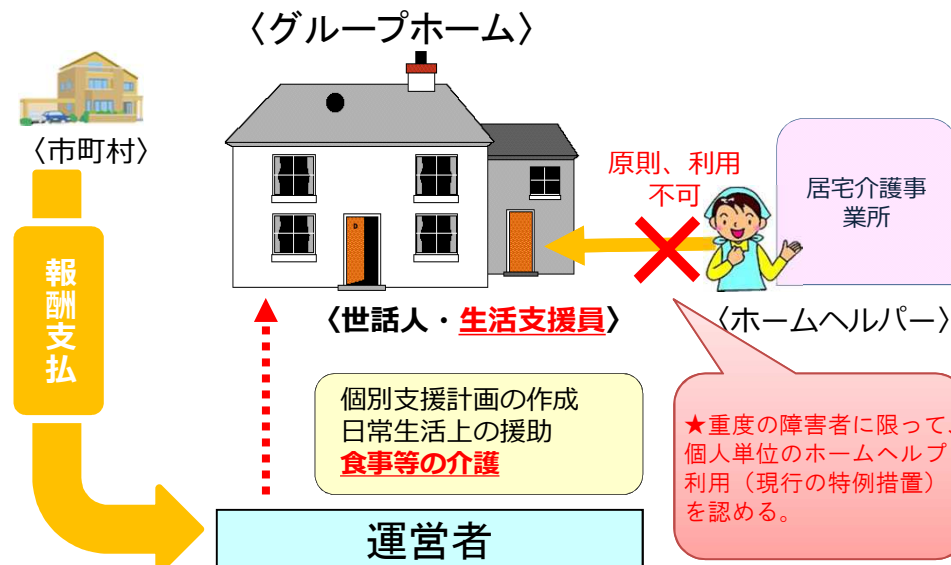 〈グループホーム〉
〈市町村〉
報酬支払
原則、利用
不可
居宅介護事
業所
〈世話人・生活支援員〉
〈ホームヘルパー〉
個別支援計画の作成
日常生活上の援助
食事等の介護
★重度の障害者に限って、
個人単位のホームヘルプ
利用（現行の特例措置）
を認める。
運営者